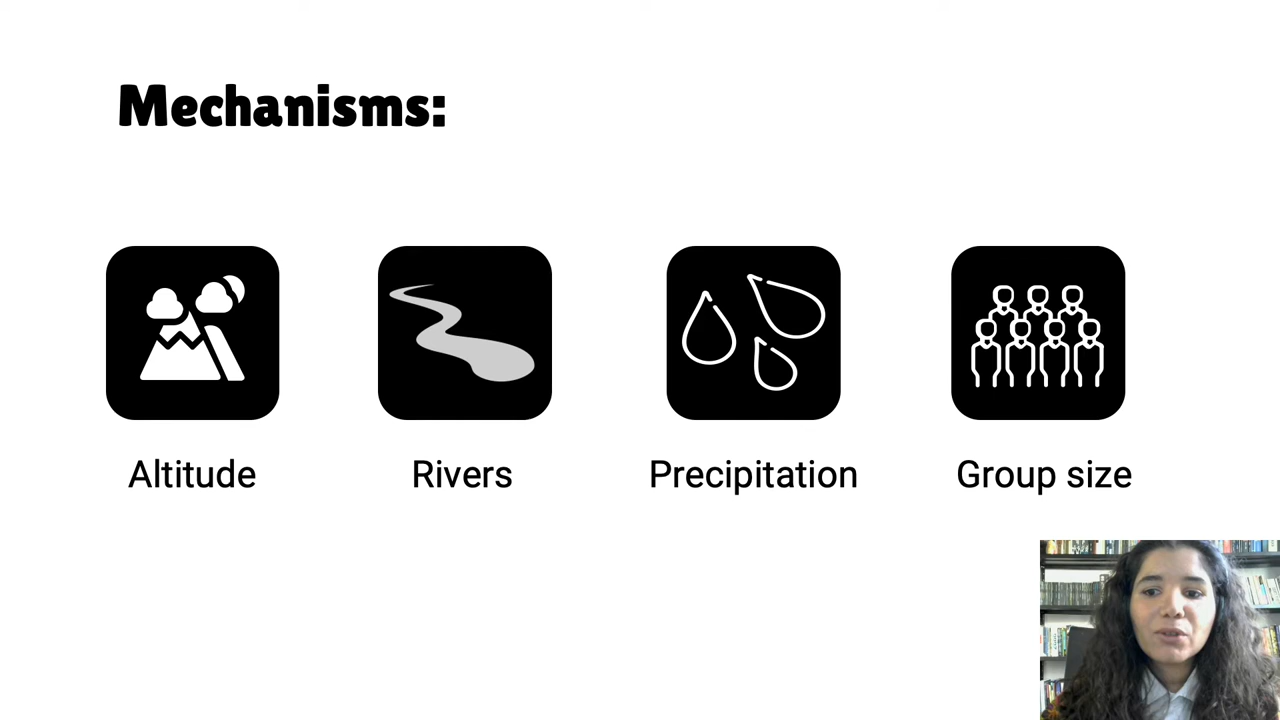 Mechanisms:
Altitude
Rivers
Precipitation
Group size